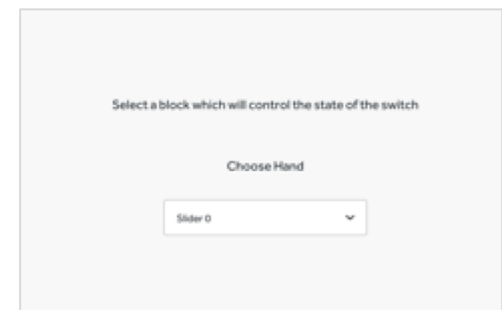 Select a block which will control the state of the switch
Choose Hand
Slider 0